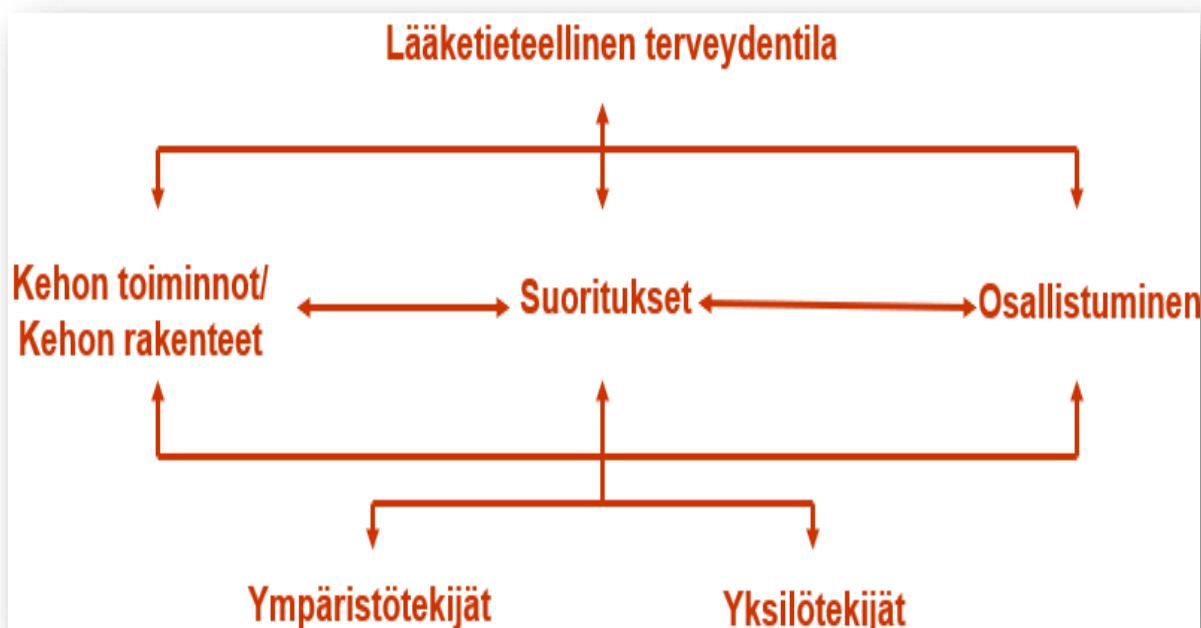 Lääketieteellinen terveydentila
Kehon toiminnot/
Kehon rakenteet
Suoritukset
Osallistuminen
Ympäristötekijät
Yksilötekijät